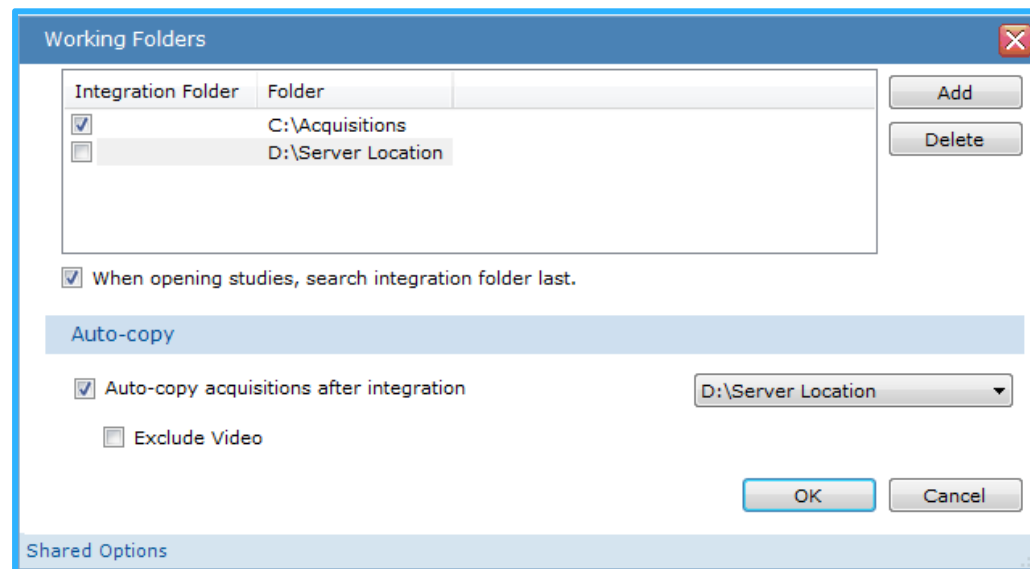 Working Folders
Integration Folder Folder
Add
C:\Acquisitions
D:\Server Location
Delete
When opening studies, search integration folder last.
Auto-copy
Auto-copy acquisitions after integration D:\Server Location
Exclude Video
OK Cancel
Shared Options